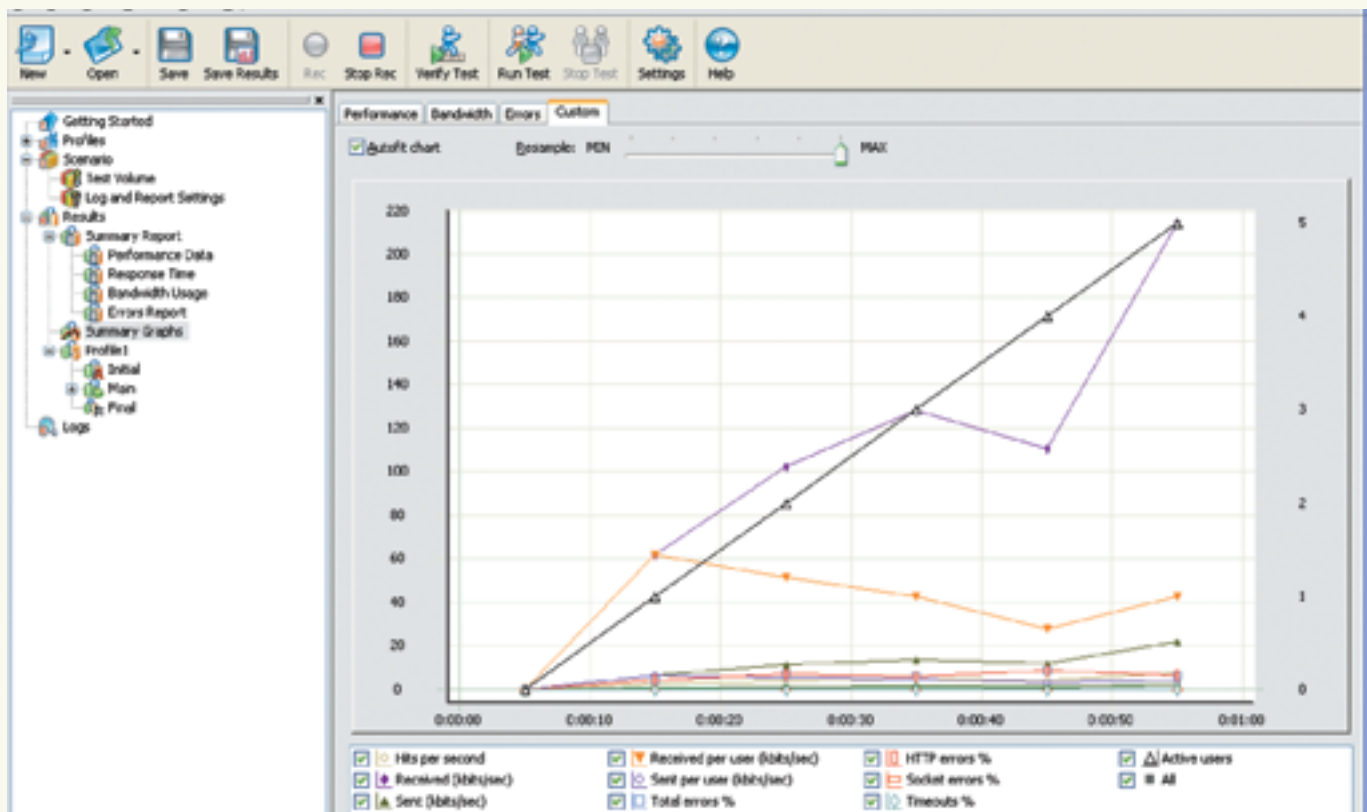 New Open Save Save Results Rec Stop Rec Verify Test Run Test Stop Test Settings Help
Getting Started
Profiles
Scenario
Test Volume
Log and Report Settings
Results
Summary Report
Performance Data
Response Time
Bandwidth Usage
Errors Report
Summary Graphs
Profile1
Initial
Main
Final
Logs
Performance Bandwidth Errors Custom
Autofit chart Resample: MIN MAX
220
200 5
180
160 4
140
120 3
100
80 2
60
40 1
20
0 0
0:00:00 0:00:10 0:00:20 0:00:30 0:00:40 0:00:50 0:01:00
Hits per second Received per user (kbits/sec) HTTP errors % Active users
Received (kbits/sec) Sent per user (kbits/sec) Socket errors % All
Sent (kbits/sec) Total errors % Timeouts %